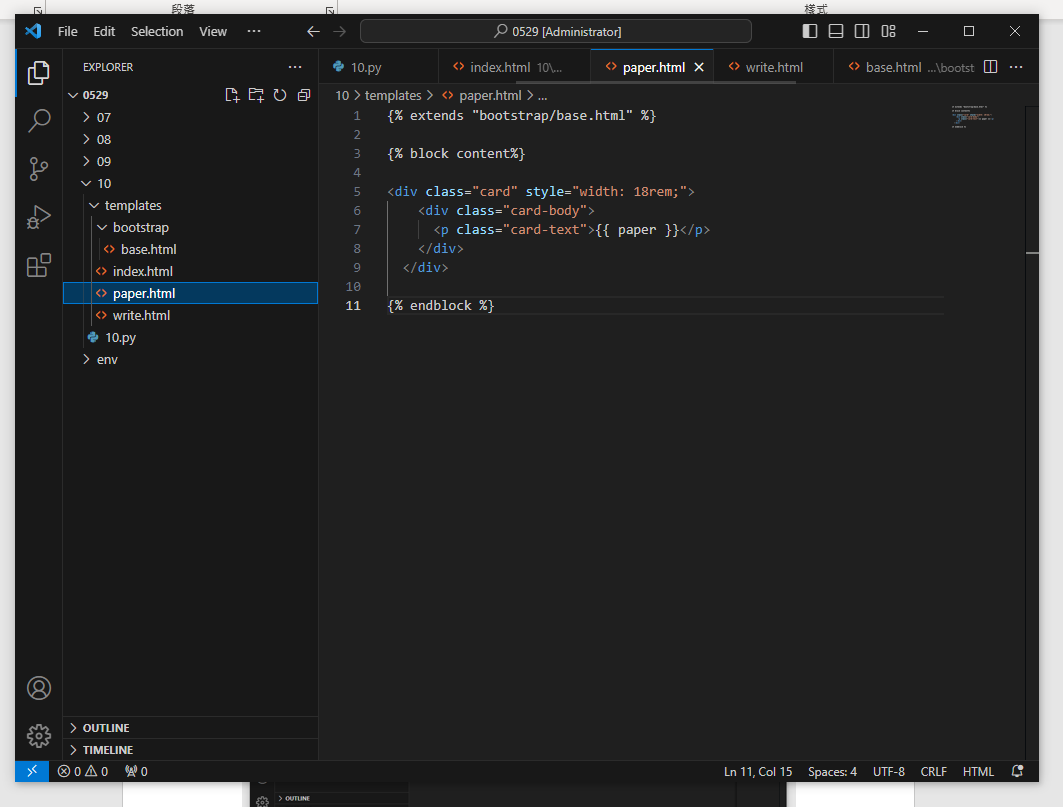 段落
樣式
File Edit Selection View ···
0529 [Administrator]
EXPLORER ···
0529
07
08
09
10
templates
bootstrap
base.html
index.html
paper.html
write.html
10.py
env
OUTLINE
TIMELINE
10.py index.html 10\... paper.html write.html base.html ...\bootst ···
10 > templates > paper.html > ...
1 {% extends "bootstrap/base.html" %}
2
3 {% block content%}
4
5 <div class="card" style="width: 18rem;">
6 <div class="card-body">
7 <p class="card-text">{{ paper }}</p>
8 </div>
9 </div>
10
11 {% endblock %}
0 0 0 Ln 11, Col 15 Spaces: 4 UTF-8 CRLF HTML
OUTLINE